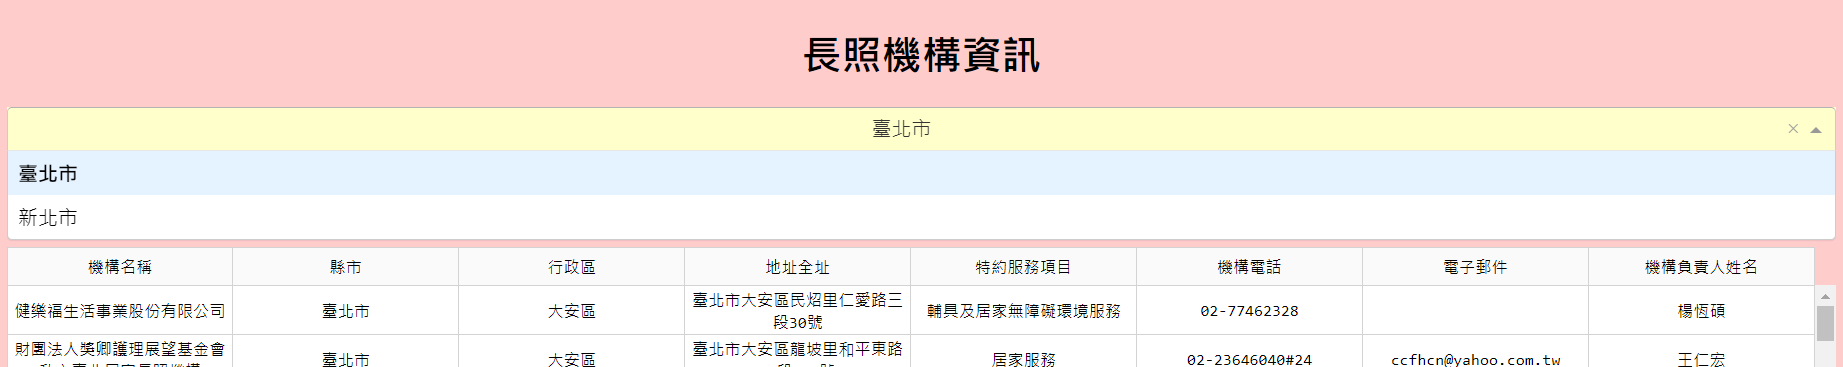 長照機構資訊
臺北市
臺北市
新北市
機構名稱 縣市 行政區 地址全址 特約服務項目 機構電話 電子郵件 機構負責人姓名
健樂福生活事業股份有限公司 臺北市 大安區 臺北市大安區民炤里仁愛路三段30號 輔具及居家無障礙環境服務 02-77462328 楊恆碩
財團法人獎卿護理展望基金會 臺北市 大安區 臺北市大安區龍坡里和平東路 居家服務 02-23646040#24 ccfhcn@yahoo.com.tw 王仁宏